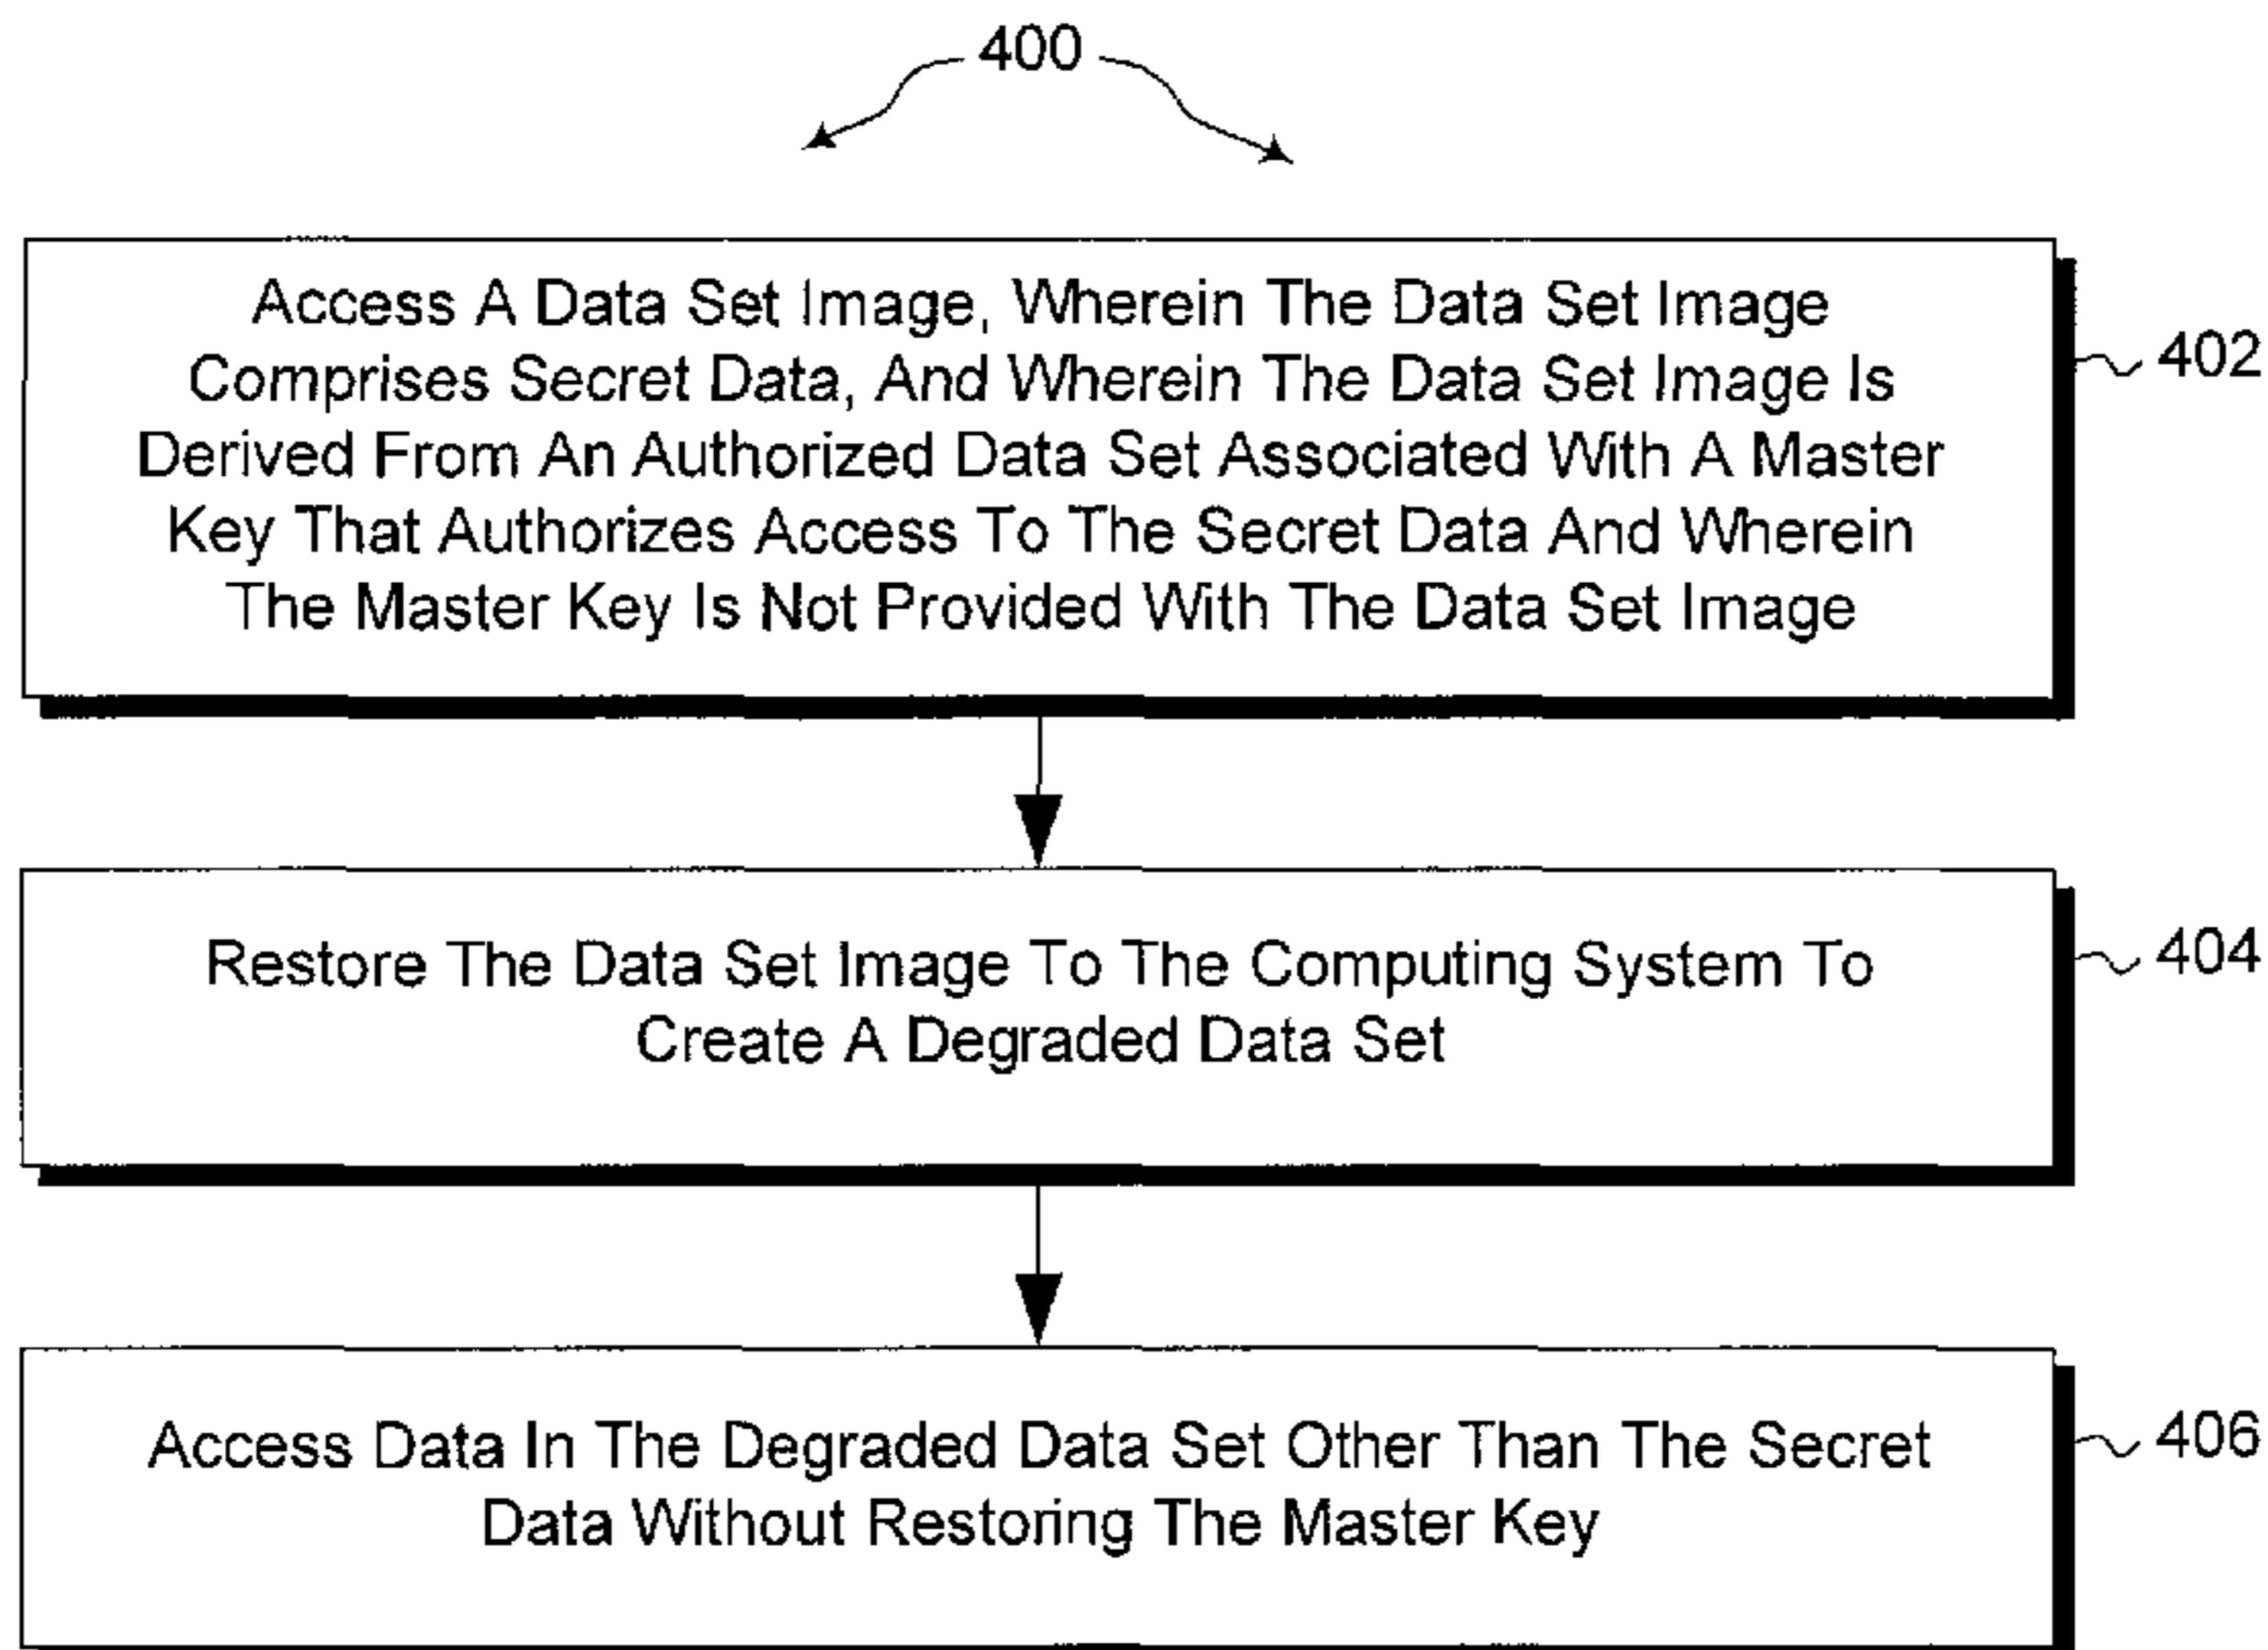 400
Access A Data Set Image, Wherein The Data Set Image
Comprises Secret Data, And Wherein The Data Set Image Is
Derived From An Authorized Data Set Associated With A Master
Key That Authorizes Access To The Secret Data And Wherein
The Master Key Is Not Provided With The Data Set Image
402
Restore The Data Set Image To The Computing System To
Create A Degraded Data Set
404
Access Data In The Degraded Data Set Other Than The Secret
Data Without Restoring The Master Key
406